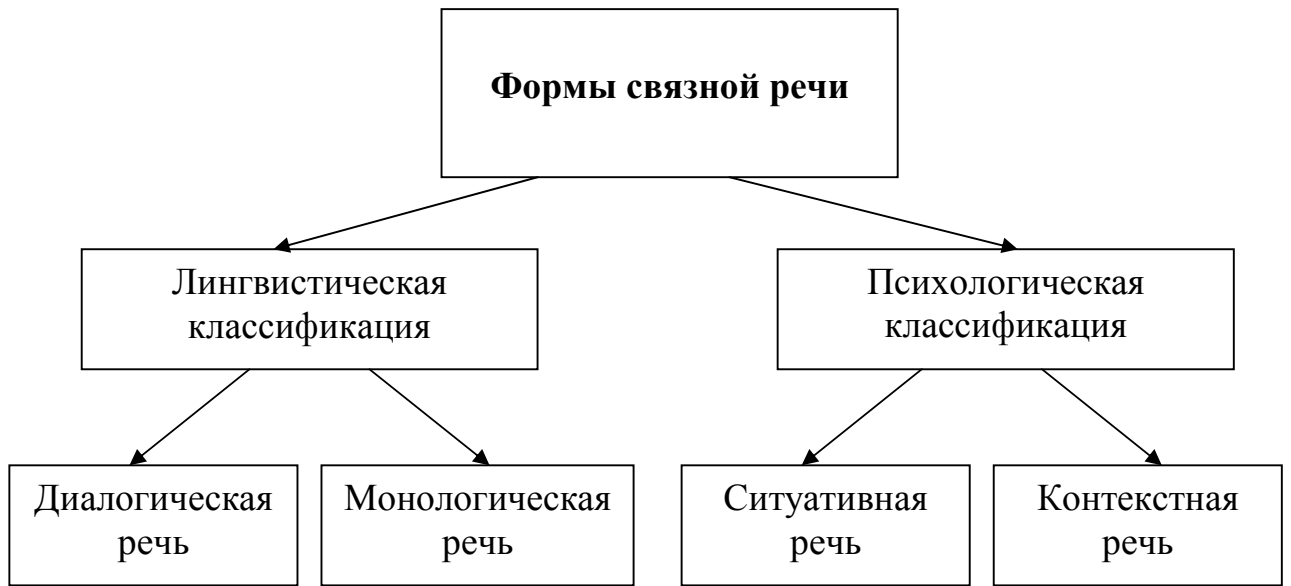 Формы связной речи
Лингвистическая
классификация
Психологическая
классификация
Диалогическая
речь
Монологическая
речь
Ситуативная
речь
Контекстная
речь